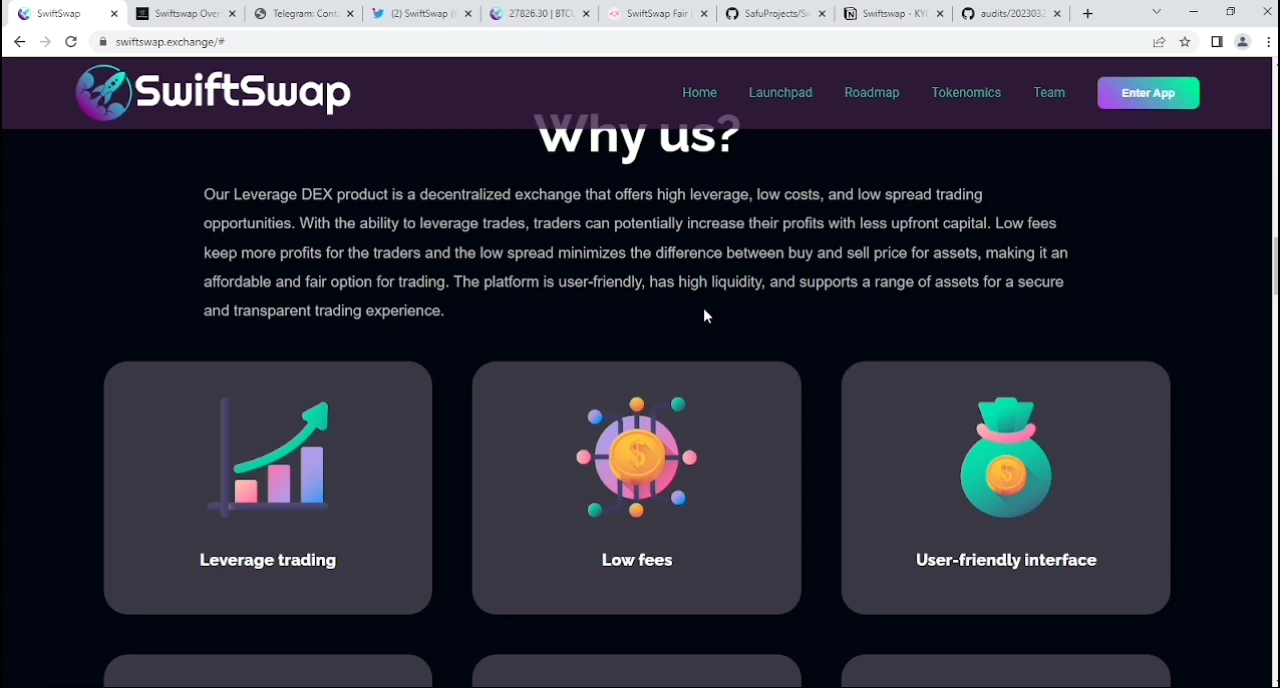 SwiftSwap
Swiftswap Over
Telegram: Cont
(2) SwiftSwap (
27826.30 | BTCU
SwiftSwap Fair L
SafuProjects/Sw
Swiftswap - KYC
audits/2023032
swiftswap.exchange/#
SwiftSwap
Home
Launchpad
Roadmap
Tokenomics
Team
Enter App
Why us?
Our Leverage DEX product is a decentralized exchange that offers high leverage, low costs, and low spread trading
opportunities. With the ability to leverage trades, traders can potentially increase their profits with less upfront capital. Low fees
keep more profits for the traders and the low spread minimizes the difference between buy and sell price for assets, making it an
affordable and fair option for trading. The platform is user-friendly, has high liquidity, and supports a range of assets for a secure
and transparent trading experience.
Leverage trading
Low fees
User-friendly interface